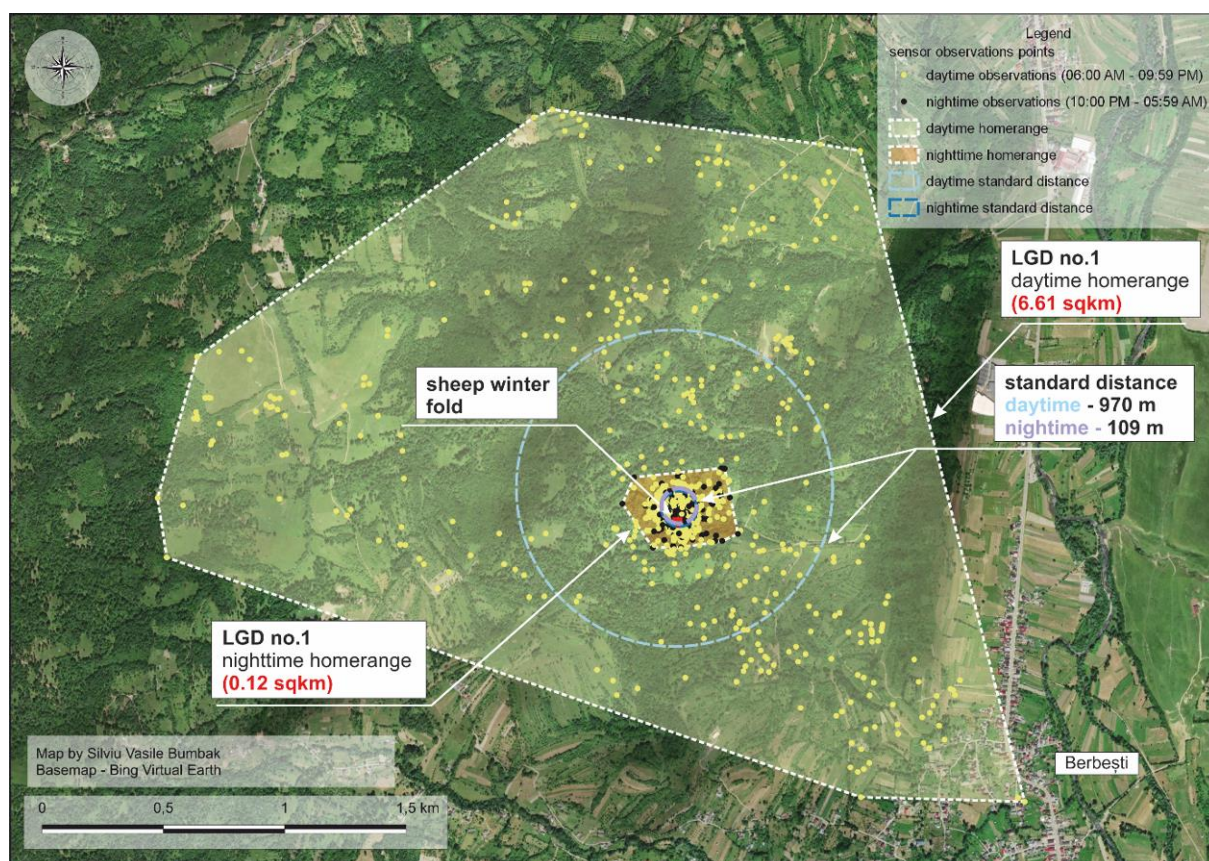 Legend
sensor observations points
daytime observations (06:00 AM - 09:59 PM)
nightime observations (10:00 PM - 05:59 AM)
daytime homerange
nighttime homerange
daytime standard distance
nightime standard distance
LGD no.1
daytime homerange
(6.61 sqkm)
sheep winter
fold
standard distance
daytime - 970 m
nightime - 109 m
LGD no.1
nighttime homerange
(0.12 sqkm)
Map by Silviu Vasile Bumbak
Basemap - Bing Virtual Earth
Berbești
0 0,5 1 1,5 km